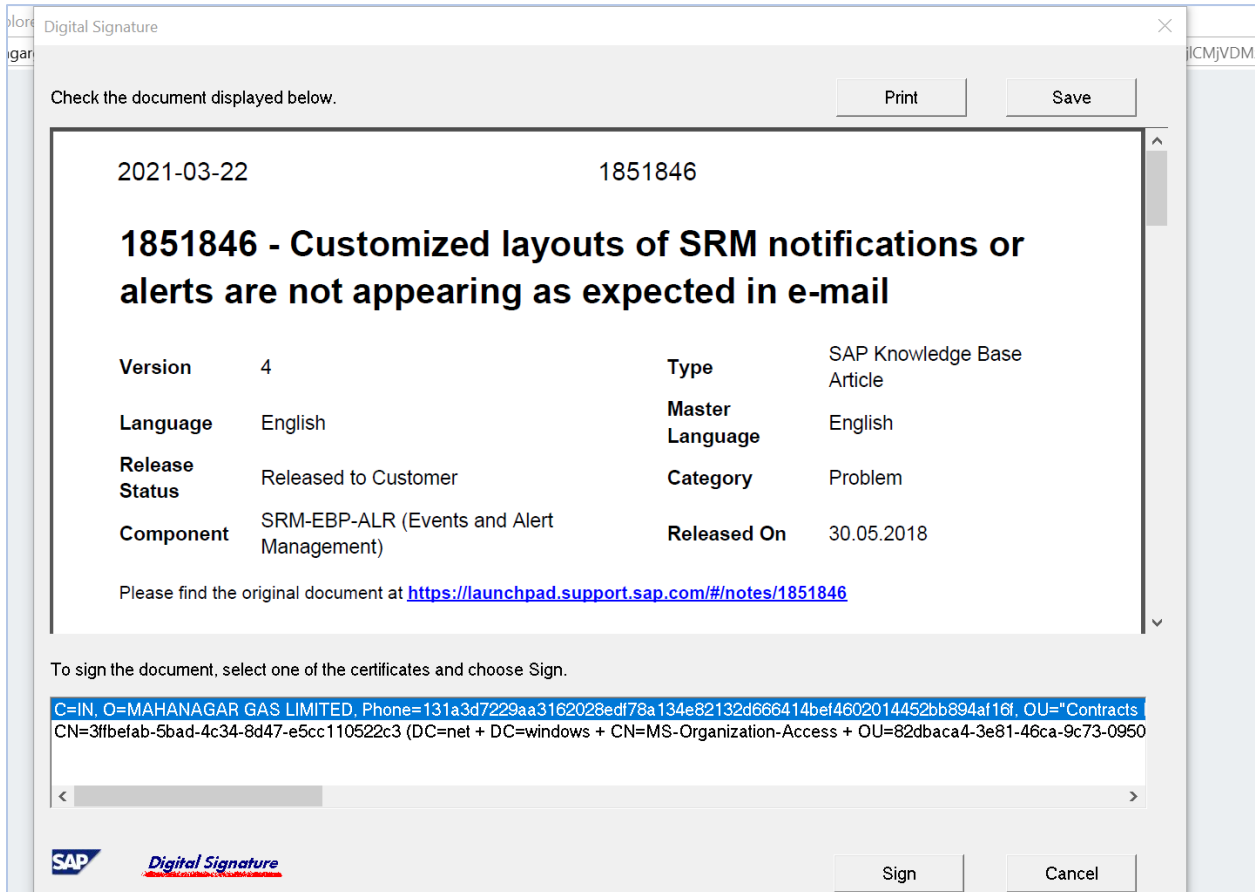 Digital Signature
Check the document displayed below.
Print
Save
2021-03-22
1851846
1851846 - Customized layouts of SRM notifications or
alerts are not appearing as expected in e-mail
Version 4
Type SAP Knowledge Base
Article
Language English
Master
Language English
Release
Status Released to Customer
Category Problem
Component SRM-EBP-ALR (Events and Alert
Management)
Released On 30.05.2018
Please find the original document at https://launchpad.support.sap.com/#/notes/1851846
To sign the document, select one of the certificates and choose Sign.
C=IN, O=MAHANAGAR GAS LIMITED, Phone=131a3d7229aa3162028edf78a134e82132d666414bef4602014452bb894af16f, OU="Contracts
CN=3ffbefab-5bad-4c34-8d47-e5cc110522c3 (DC=net + DC=windows + CN=MS-Organization-Access + OU=82dbaca4-3e81-46ca-9c73-0950
SAP
Digital Signature
Sign
Cancel